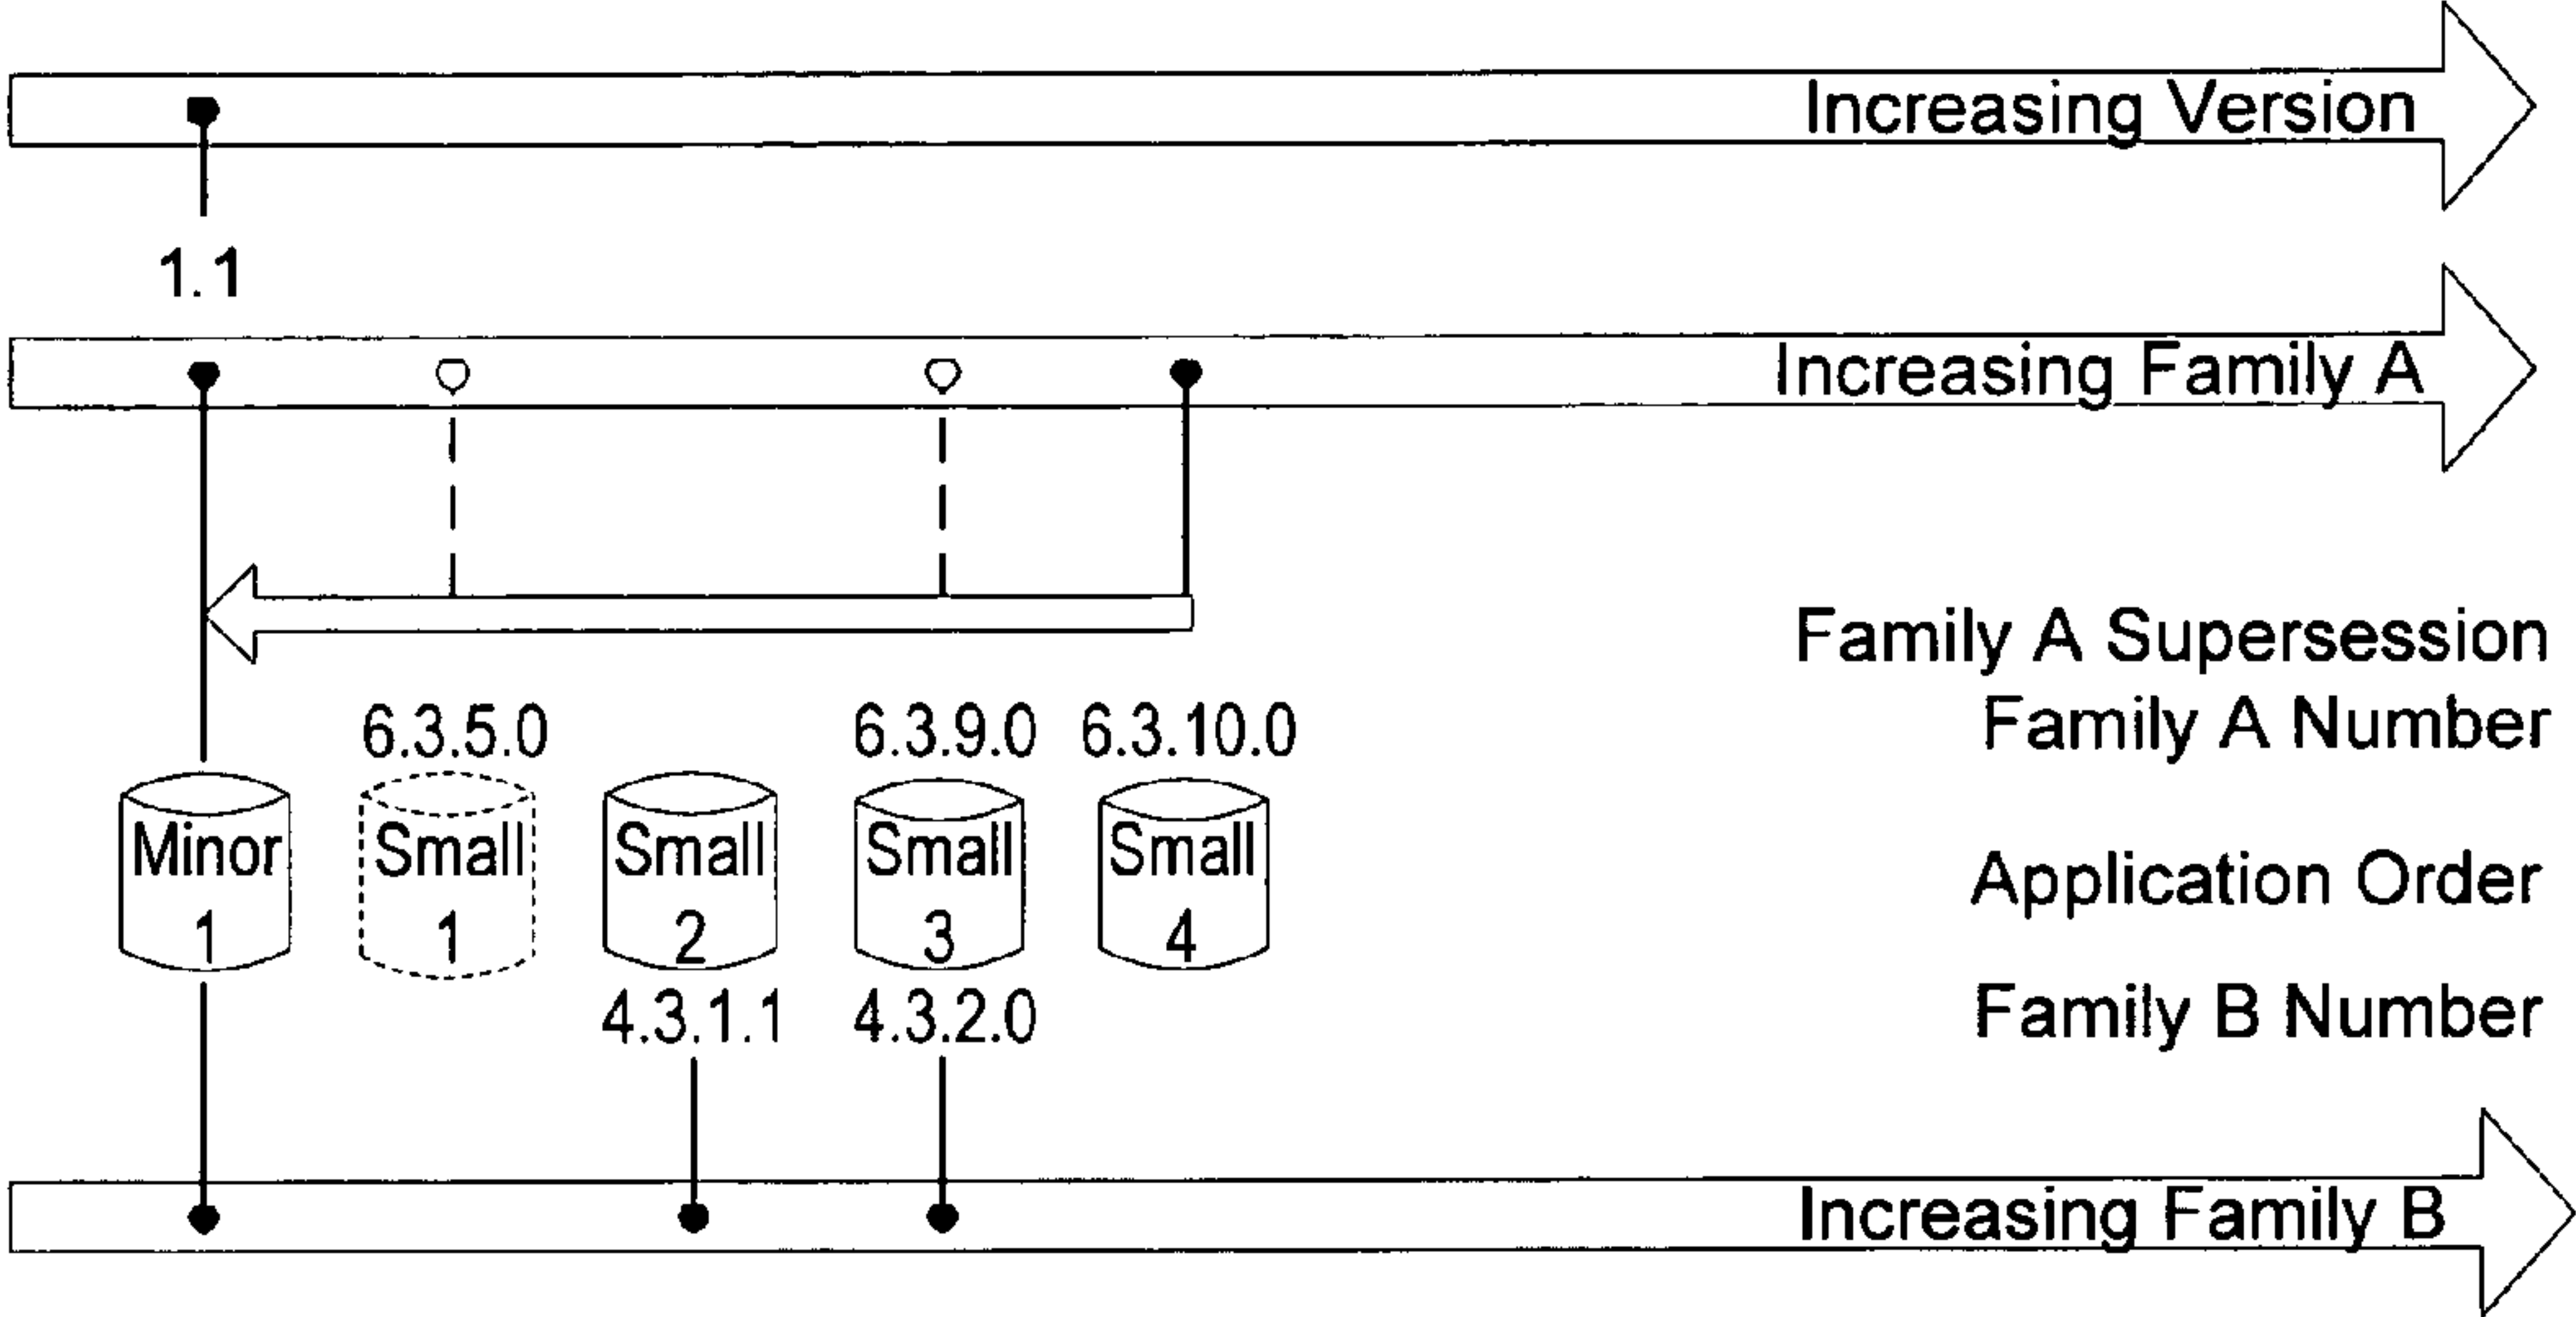 Increasing Version
1.1
Increasing Family A
Family A Supersession
6.3.5.0 6.3.9.0 6.3.10.0 Family A Number
Minor 1 Small 1 Small 2 Small 3 Small 4 Application Order
4.3.1.1 4.3.2.0 Family B Number
Increasing Family B